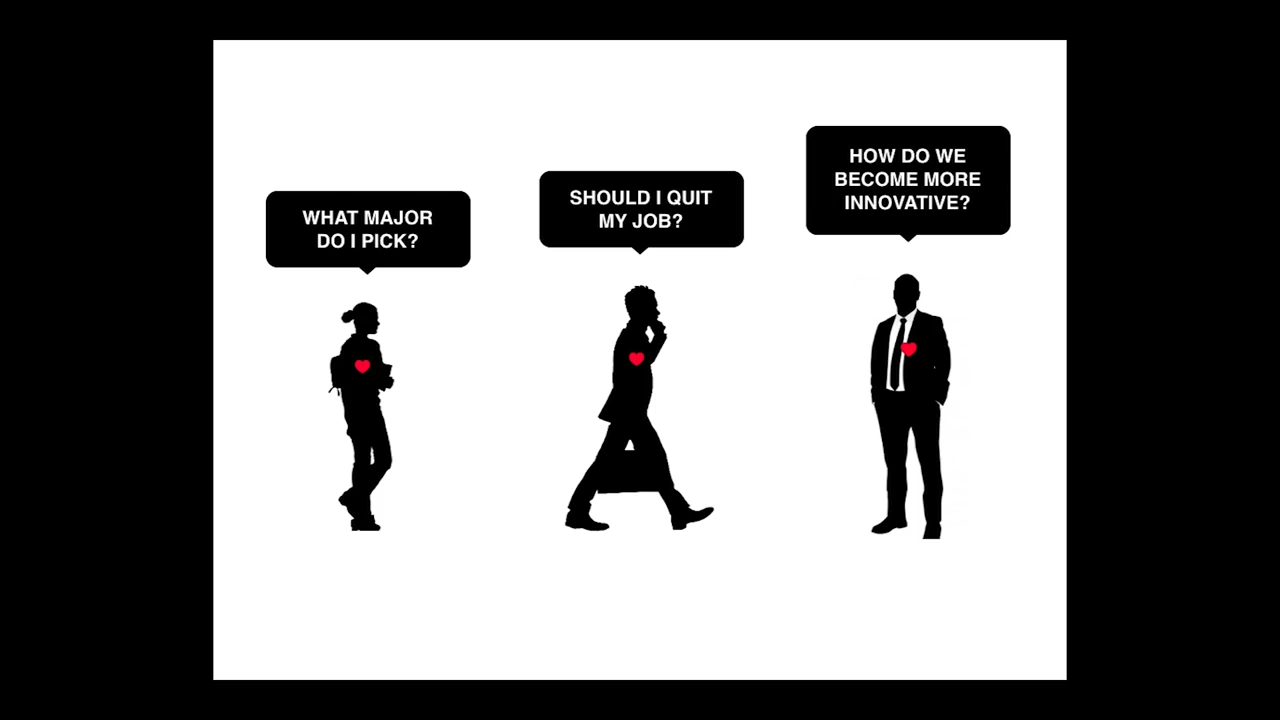 WHAT MAJOR
DO I PICK?
SHOULD I QUIT
MY JOB?
HOW DO WE
BECOME MORE
INNOVATIVE?